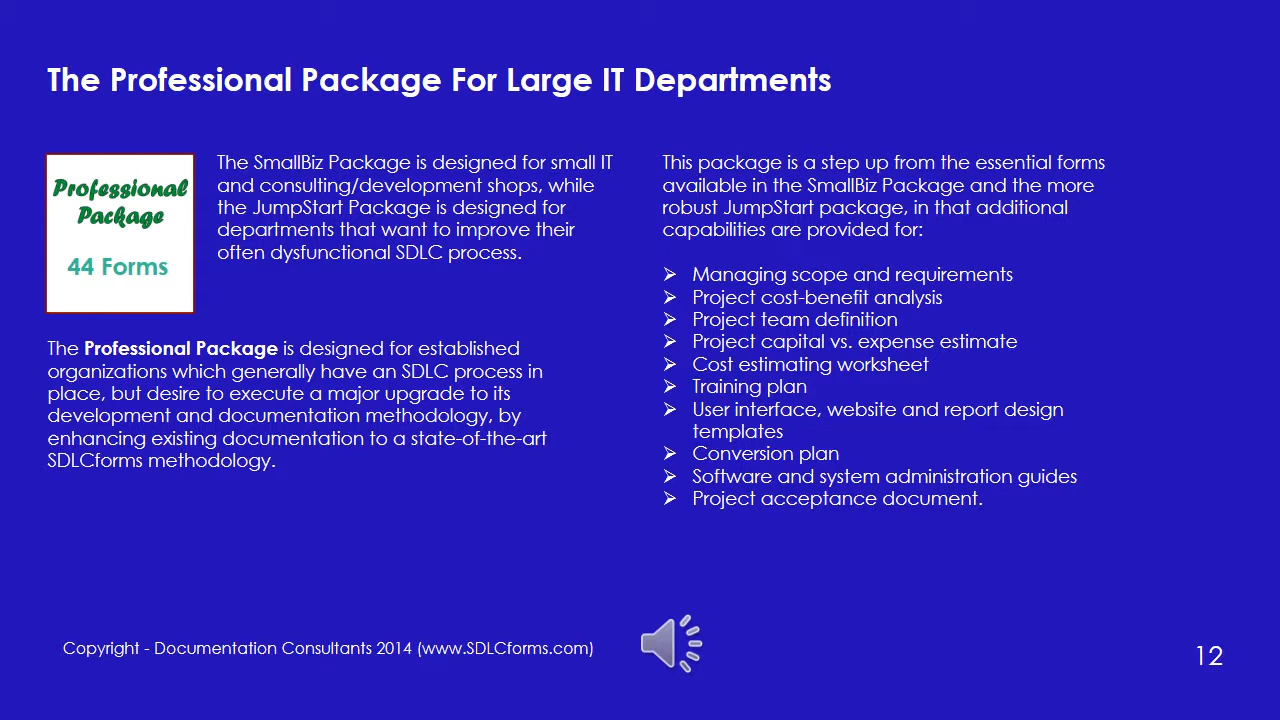 The Professional Package For Large IT Departments
Professional
Package
44 Forms
The SmallBiz Package is designed for small IT
and consulting/development shops, while
the JumpStart Package is designed for
departments that want to improve their
often dysfunctional SDLC process.
The Professional Package is designed for established
organizations which generally have an SDLC process in
place, but desire to execute a major upgrade to its
development and documentation methodology, by
enhancing existing documentation to a state-of-the-art
SDLCforms methodology.
This package is a step up from the essential forms
available in the SmallBiz Package and the more
robust JumpStart package, in that additional
capabilities are provided for:
➢ Managing scope and requirements
➢ Project cost-benefit analysis
➢ Project team definition
➢ Project capital vs. expense estimate
➢ Cost estimating worksheet
➢ Training plan
➢ User interface, website and report design
templates
➢ Conversion plan
➢ Software and system administration guides
➢ Project acceptance document.
Copyright - Documentation Consultants 2014 (www.SDLCforms.com)
12